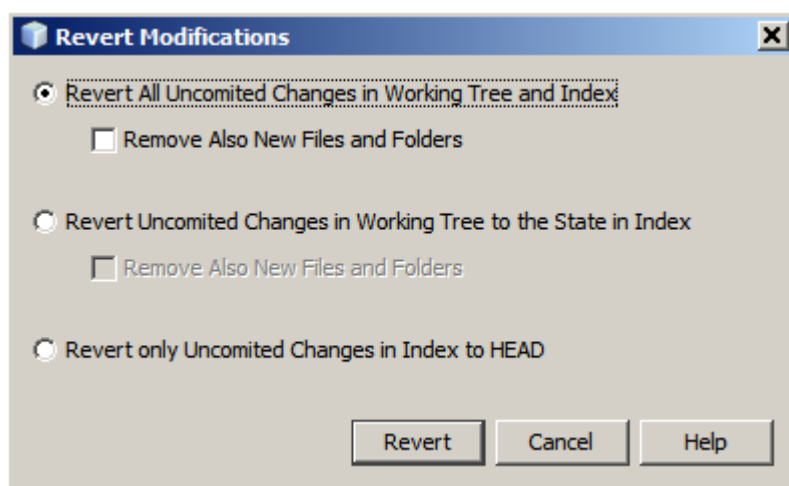 Revert Modifications
Revert All Uncomited Changes in Working Tree and Index
Remove Also New Files and Folders
Revert Uncomited Changes in Working Tree to the State in Index
Remove Also New Files and Folders
Revert only Uncomited Changes in Index to HEAD
Revert Cancel Help